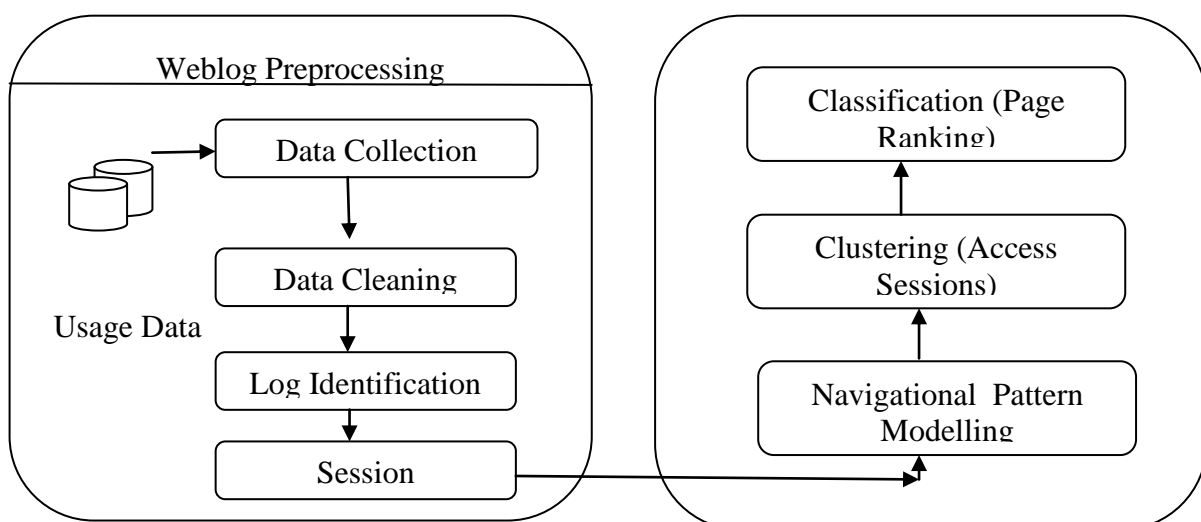 Weblog Preprocessing
Data Collection
Data Cleaning
Usage Data
Log Identification
Session
Classification (Page
Ranking)
Clustering (Access
Sessions)
Navigational Pattern
Modelling